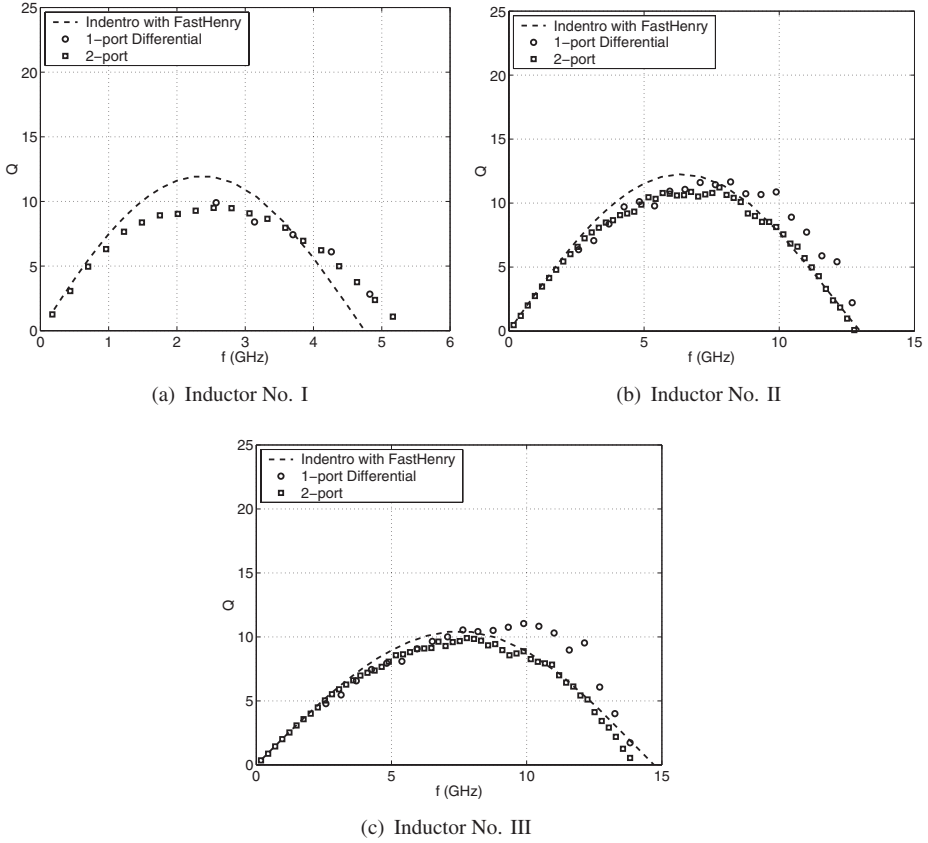 25
20
15
10
5
0
Q
Indentro with FastHenry
1−port Differential
2−port
0 1 2 3 4 5 6
f (GHz)
(a) Inductor No. I
25
20
15
10
5
0
Q
Indentro with FastHenry
1−port Differential
2−port
0 5 10 15
f (GHz)
(b) Inductor No. II
25
20
15
10
5
0
Q
Indentro with FastHenry
1−port Differential
2−port
0 5 10 15
f (GHz)
(c) Inductor No. III